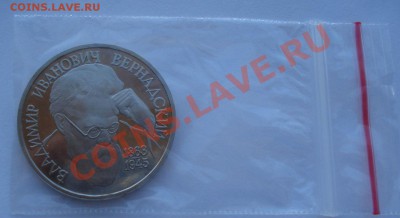 COINS.LAVE.RU
COINS.LAVE.RU
COINS.LAVE.RU
ВЛАДИМИР ИВАНОВИЧ ВЕРНАДСКИЙ
1863
1945